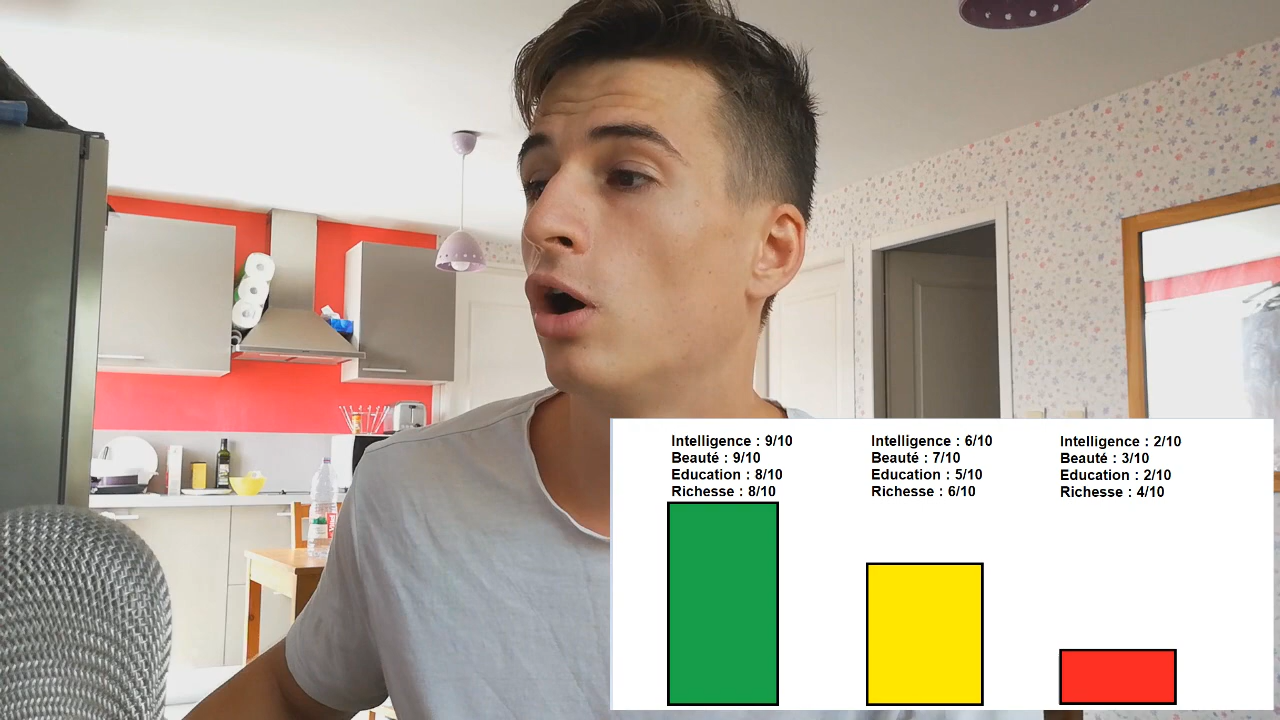 Intelligence : 9/10
Beauté : 9/10
Education : 8/10
Richesse : 8/10
Intelligence : 6/10
Beauté : 7/10
Education : 5/10
Richesse : 6/10
Intelligence : 2/10
Beauté : 3/10
Education : 2/10
Richesse : 4/10